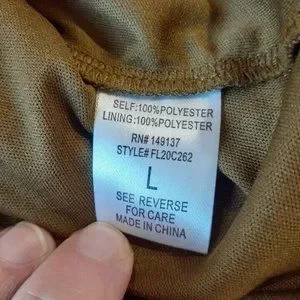 SELF:100%POLYESTER
LINING:100%POLYESTER
RN# 149137
STYLE# FL20C262
L
SEE REVERSE
FOR CARE
MADE IN CHINA